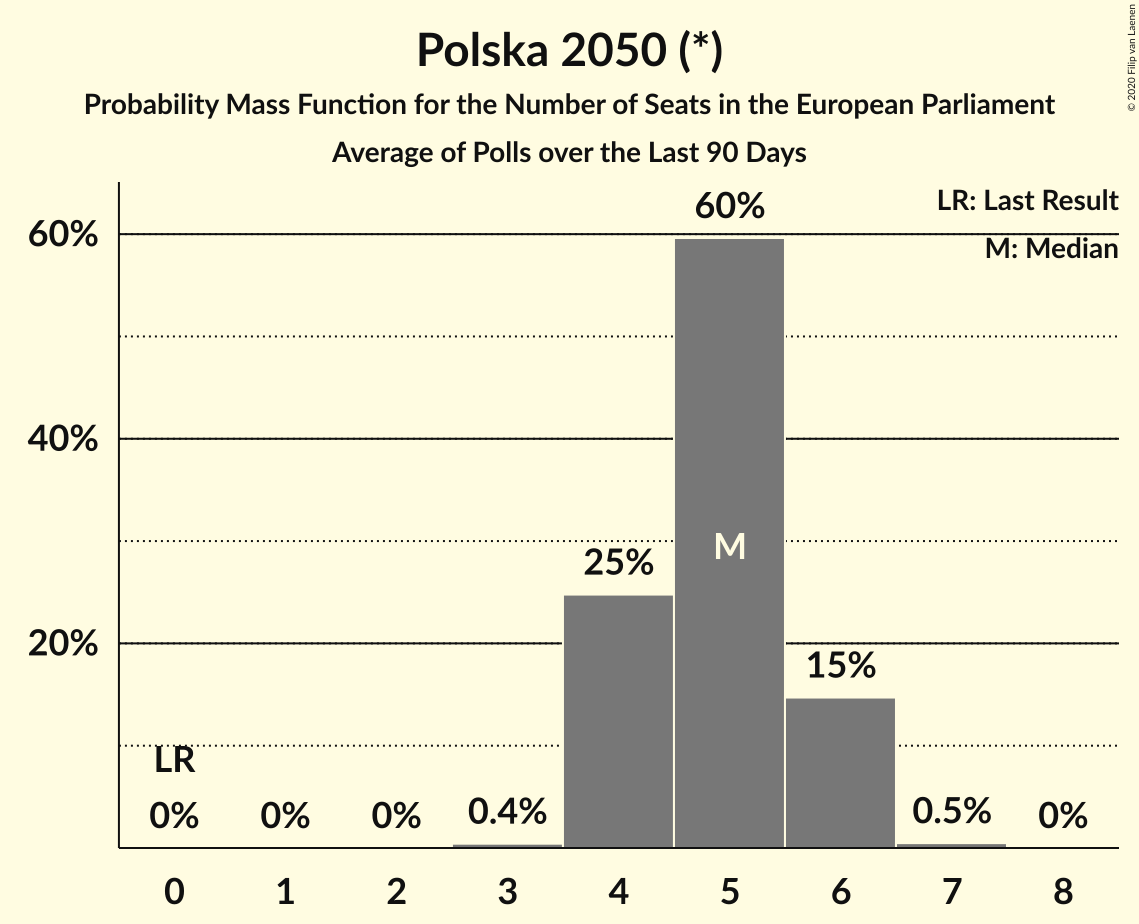 Polska 2050 (*)
Probability Mass Function for the Number of Seats in the European Parliament
Average of Polls over the Last 90 Days
© 2020 Filip van Laenen
LR: Last Result
M: Median
60%
40%
20%
LR
0%
0%
0%
0.4%
25%
60%
M
15%
0.5%
0%
0 1 2 3 4 5 6 7 8